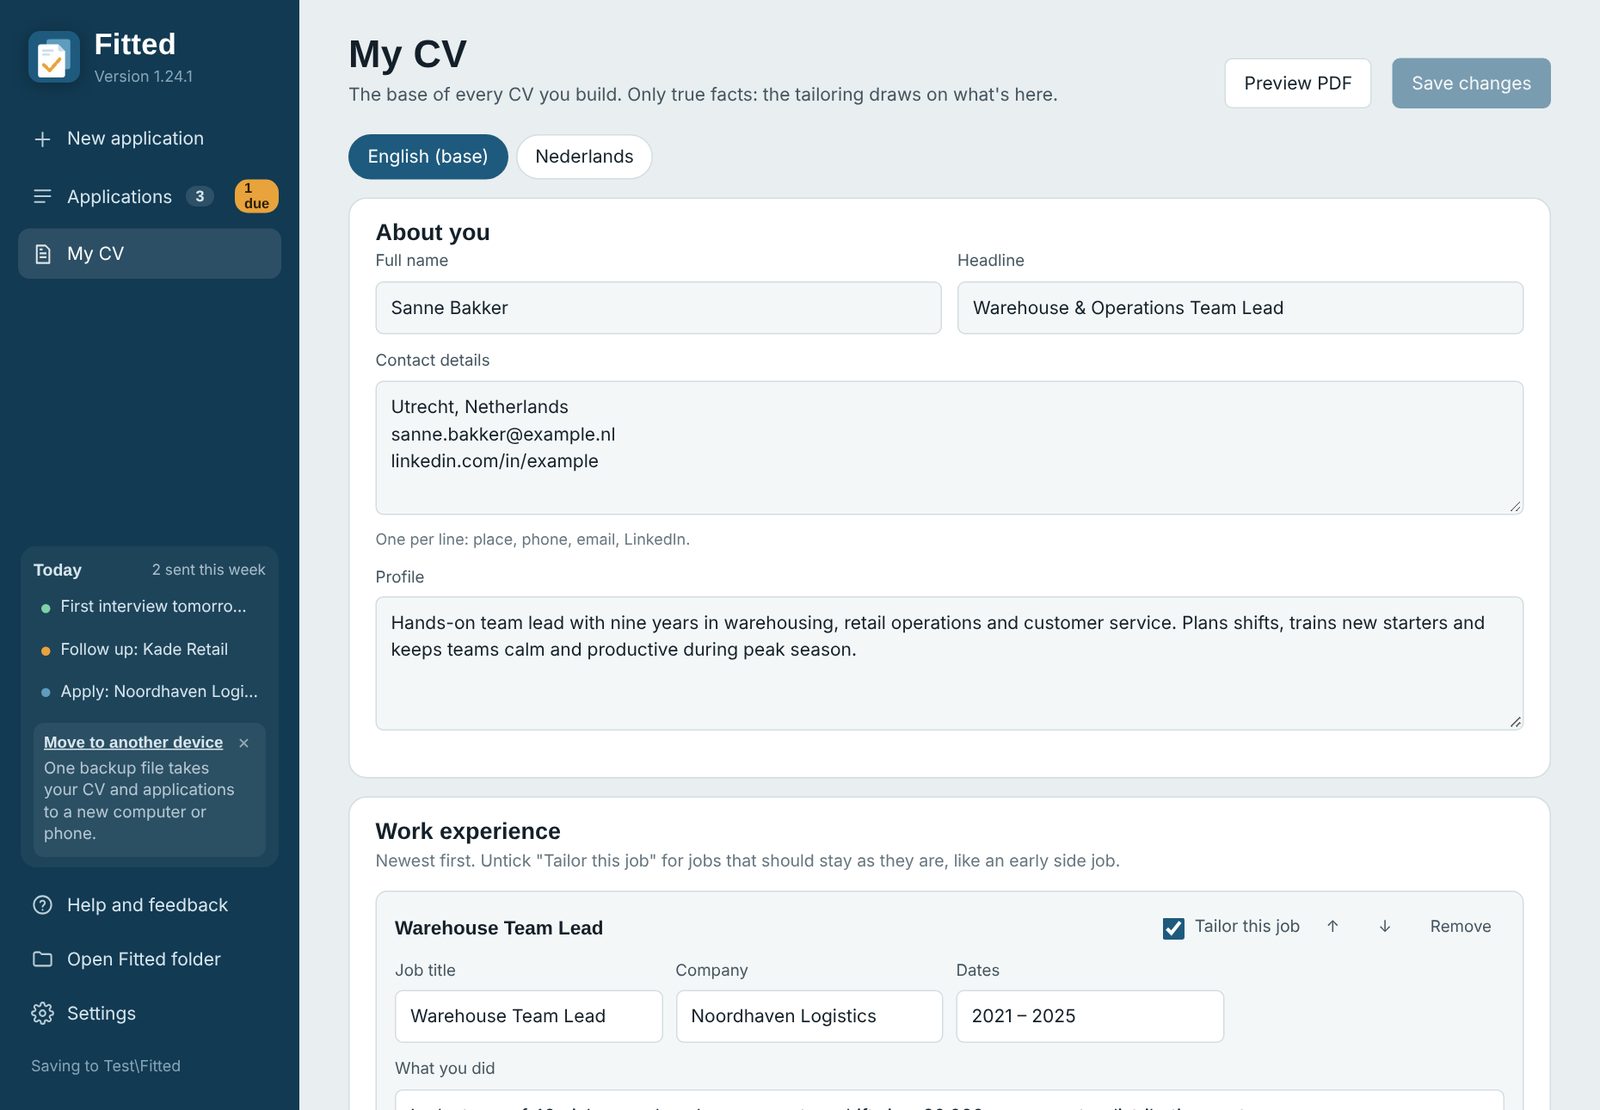 Fitted
Version 1.24.1
New application
Applications 3 1 due
My CV
Today 2 sent this week
First interview tomorro...
Follow up: Kade Retail
Apply: Noordhaven Logi...
Move to another device ×
One backup file takes
your CV and applications
to a new computer or
phone.
Help and feedback
Open Fitted folder
Settings
Saving to Test\Fitted
My CV
The base of every CV you build. Only true facts: the tailoring draws on what's here.
Preview PDF Save changes
English (base) Nederlands
About you
Full name Headline
Sanne Bakker Warehouse & Operations Team Lead
Contact details
Utrecht, Netherlands
sanne.bakker@example.nl
linkedin.com/in/example
One per line: place, phone, email, LinkedIn.
Profile
Hands-on team lead with nine years in warehousing, retail operations and customer service. Plans shifts, trains new starters and
keeps teams calm and productive during peak season.
Work experience
Newest first. Untick "Tailor this job" for jobs that should stay as they are, like an early side job.
Warehouse Team Lead Tailor this job ↑ ↓ Remove
Job title Company Dates
Warehouse Team Lead Noordhaven Logistics 2021 – 2025
What you did